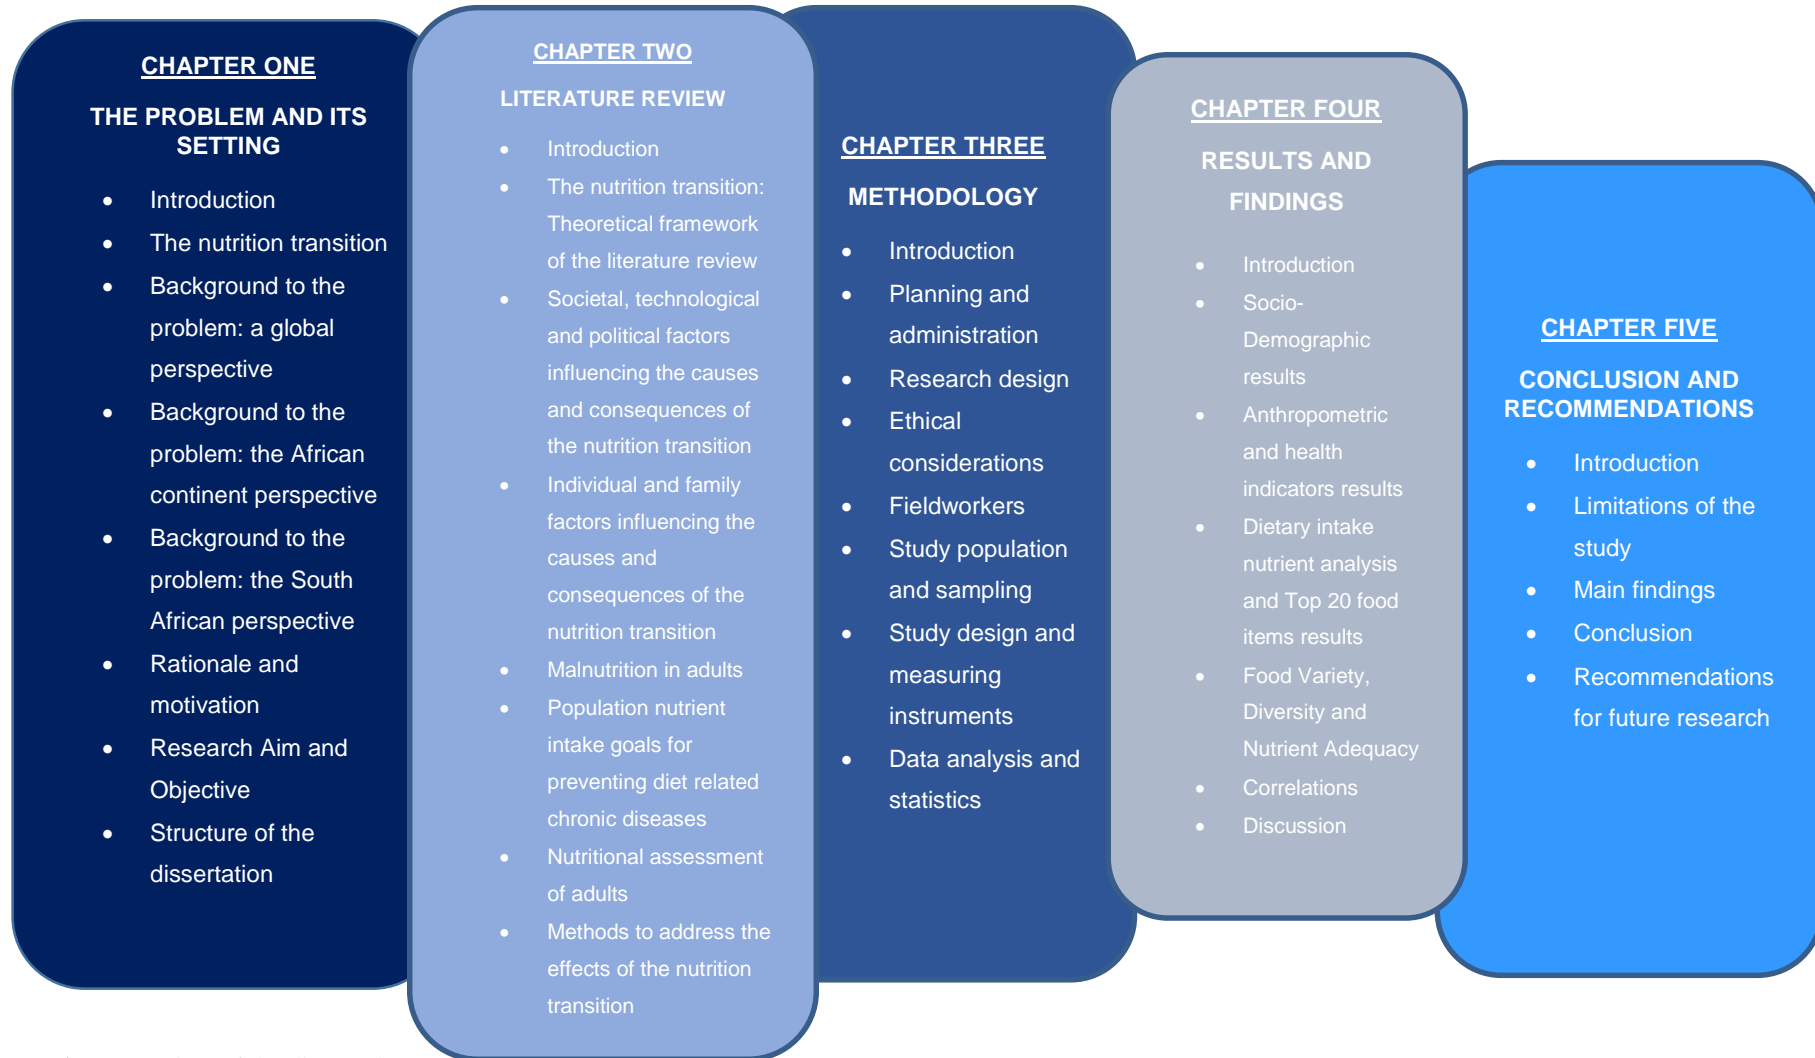 CHAPTER ONE
THE PROBLEM AND ITS
SETTING
• Introduction
• The nutrition transition
• Background to the
problem: a global
perspective
• Background to the
problem: the African
continent perspective
• Background to the
problem: the South
African perspective
• Rationale and
motivation
• Research Aim and
Objective
• Structure of the
dissertation
CHAPTER TWO
LITERATURE REVIEW
• Introduction
• The nutrition transition:
Theoretical framework
of the literature review
• Societal, technological
and political factors
influencing the causes
and consequences of
the nutrition transition
• Individual and family
factors influencing the
causes and
consequences of the
nutrition transition
• Malnutrition in adults
• Population nutrient
intake goals for
preventing diet related
chronic diseases
• Nutritional assessment
of adults
• Methods to address the
effects of the nutrition
transition
CHAPTER THREE
METHODOLOGY
• Introduction
• Planning and
administration
• Research design
• Ethical
considerations
• Fieldworkers
• Study population
and sampling
• Study design and
measuring
instruments
• Data analysis and
statistics
CHAPTER FOUR
RESULTS AND
FINDINGS
• Introduction
• Socio-
Demographic
results
• Anthropometric
and health
indicators results
• Dietary intake
nutrient analysis
and Top 20 food
items results
• Food Variety,
Diversity and
Nutrient Adequacy
• Correlations
• Discussion
CHAPTER FIVE
CONCLUSION AND
RECOMMENDATIONS
• Introduction
• Limitations of the
study
• Main findings
• Conclusion
• Recommendations
for future research